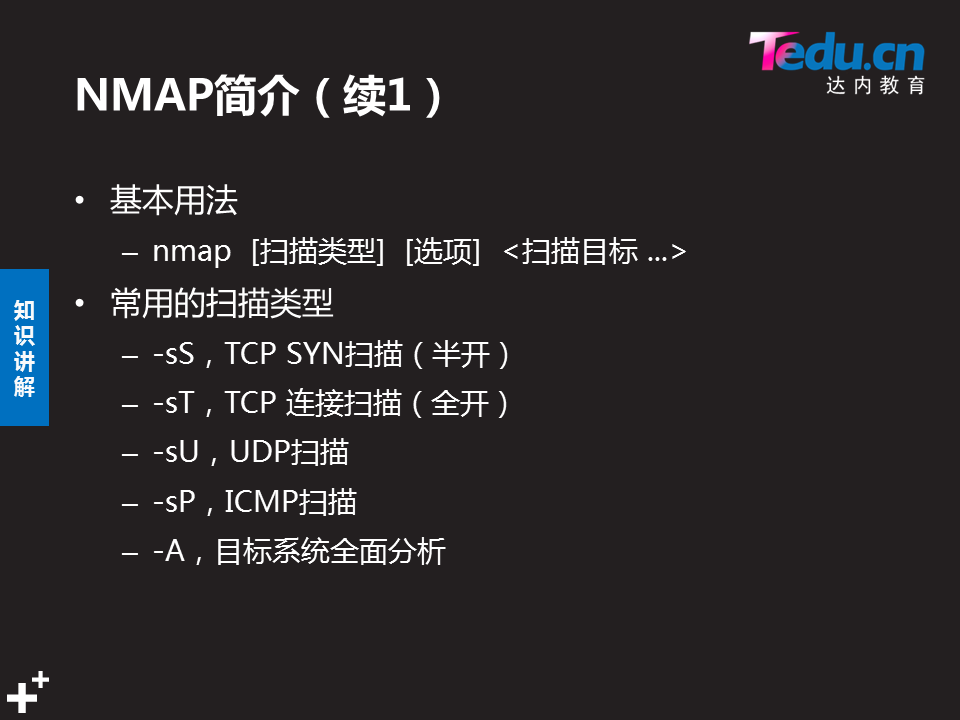 Tedu.cn
达内教育
NMAP简介（续1）
• 基本用法
– nmap [扫描类型] [选项] <扫描目标 ...>
• 常用的扫描类型
– -sS，TCP SYN扫描（半开）
– -sT，TCP 连接扫描（全开）
– -sU，UDP扫描
– -sP，ICMP扫描
– -A，目标系统全面分析
知识讲解